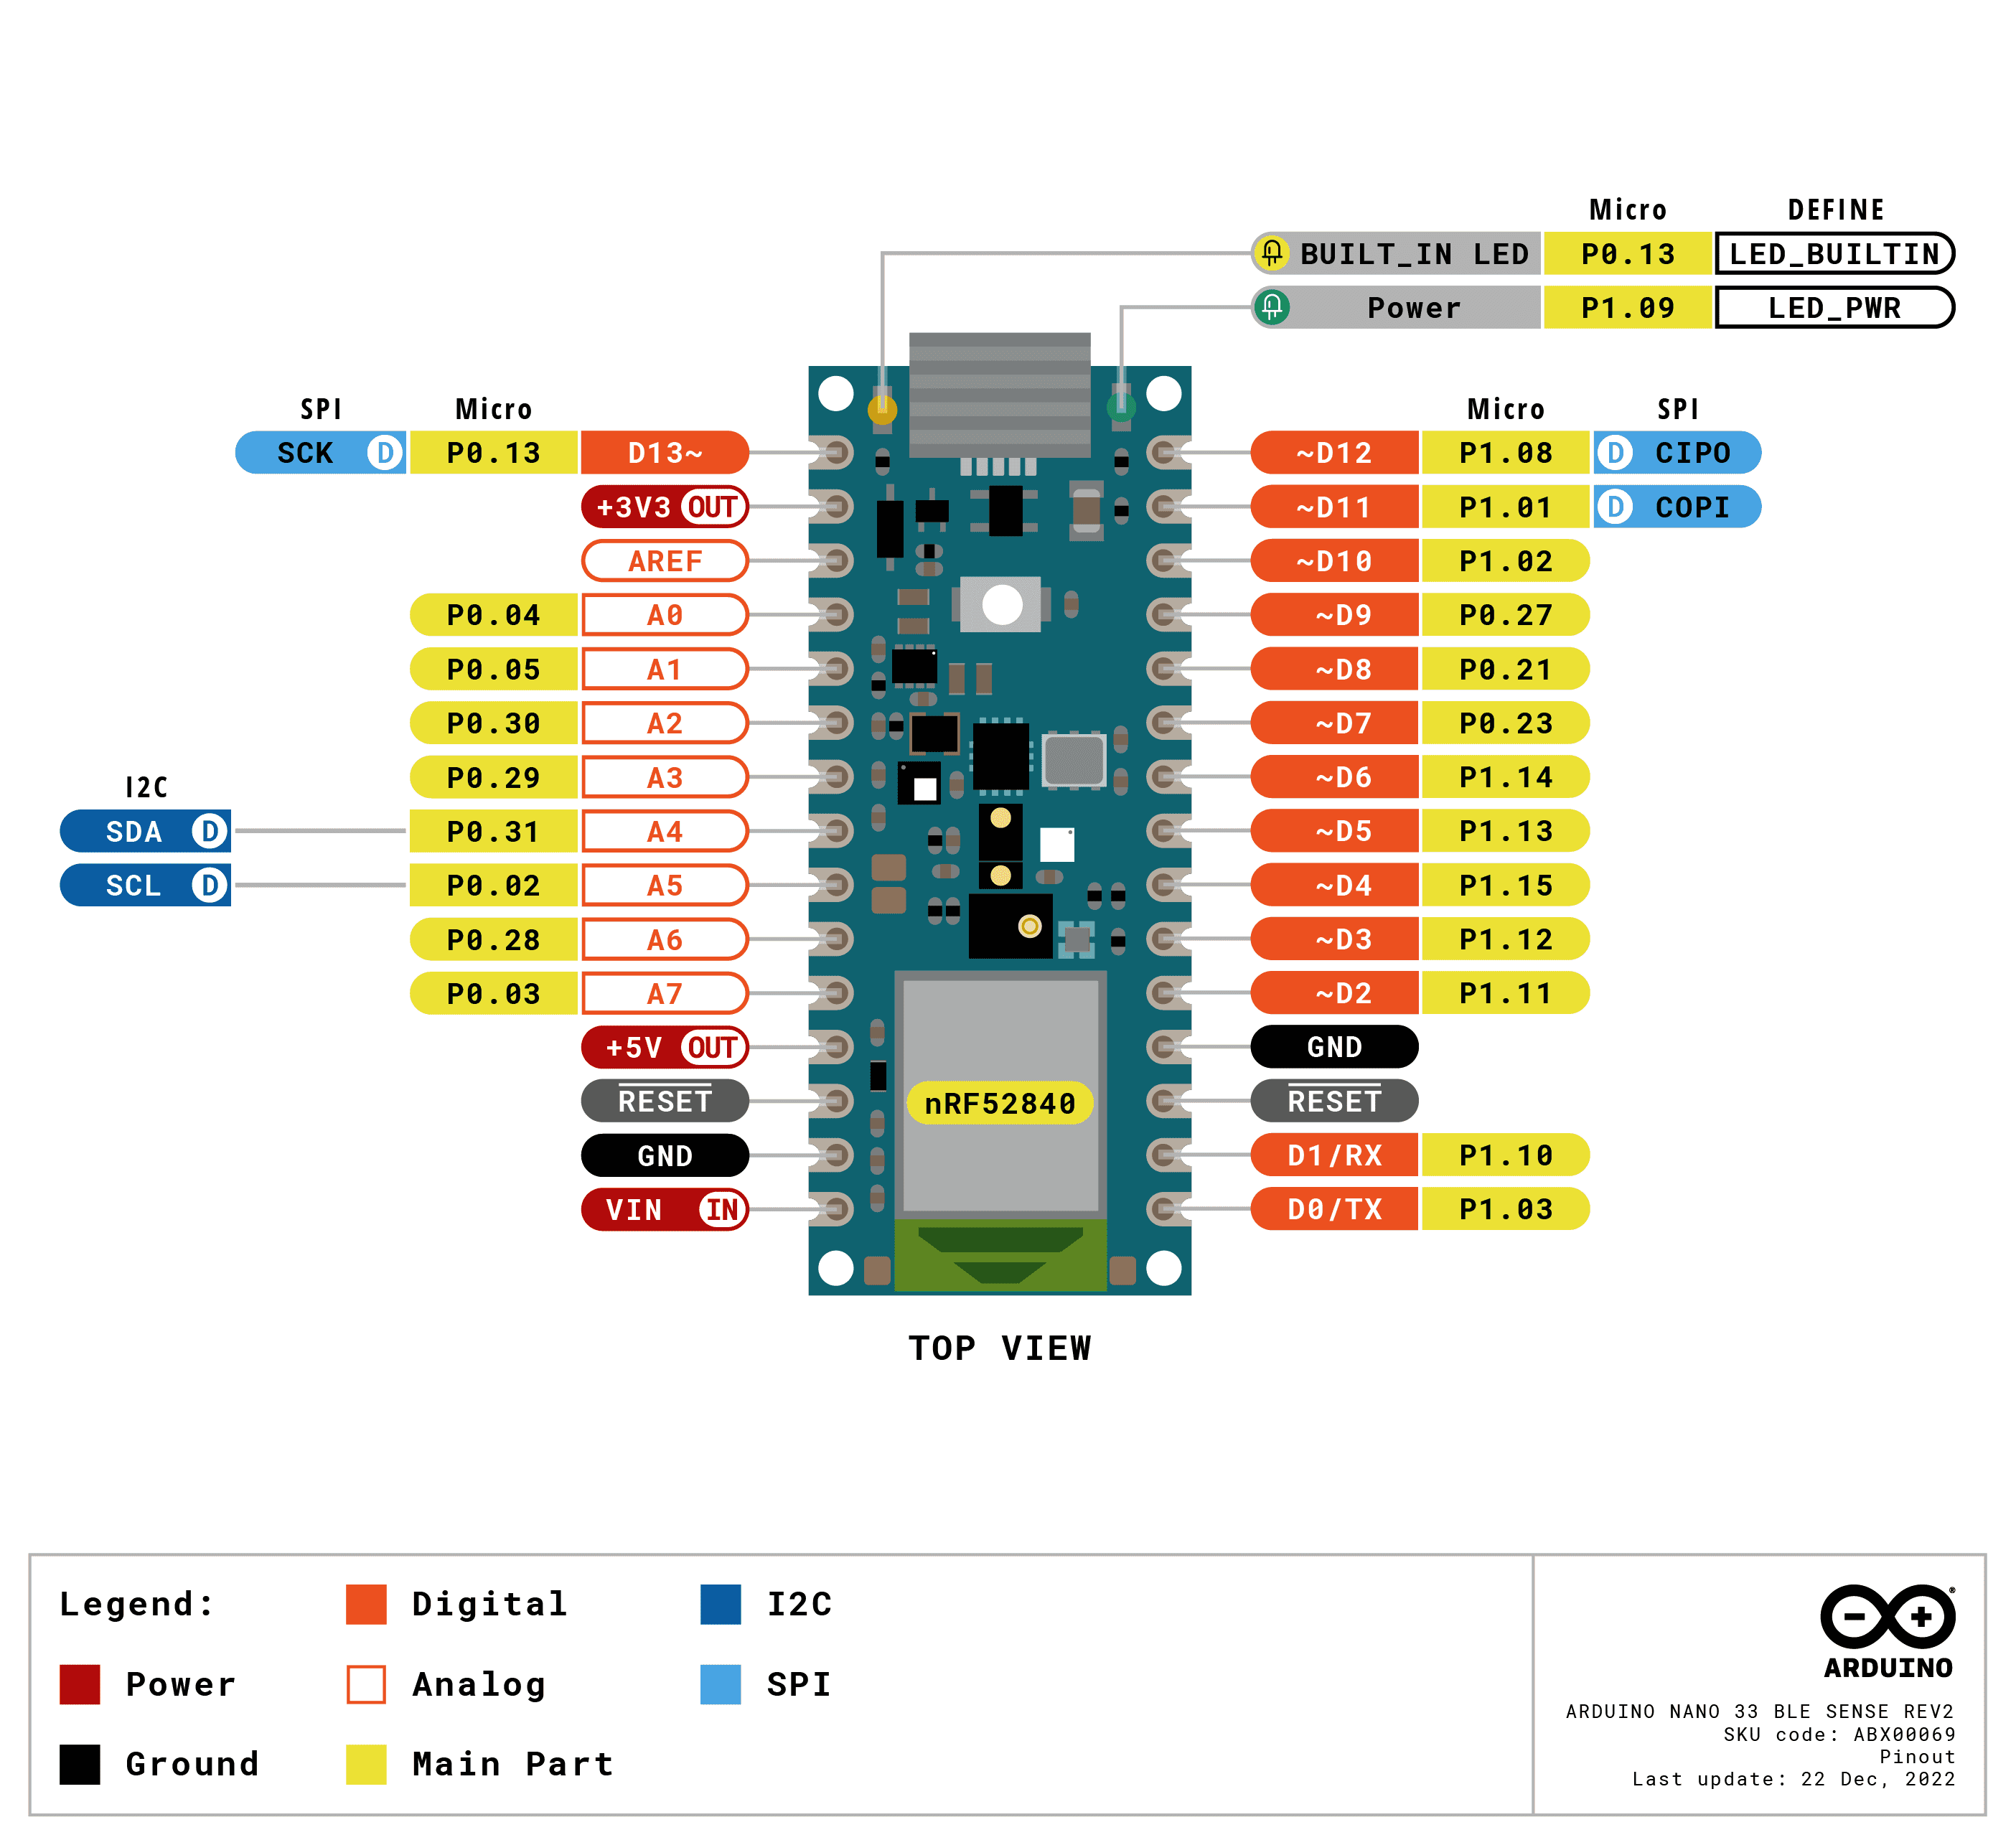 Micro DEFINE
BUILT_IN LED P0.13 LED_BUILTIN
Power P1.09 LED_PWR
SPI Micro Micro SPI
SCK D P0.13 D13~ ~D12 P1.08 D CIPO
+3V3 OUT ~D11 P1.01 D COPI
AREF ~D10 P1.02
P0.04 A0 ~D9 P0.27
P0.05 A1 ~D8 P0.21
P0.30 A2 ~D7 P0.23
I2C P0.29 A3 ~D6 P1.14
SDA D P0.31 A4 ~D5 P1.13
SCL D P0.02 A5 ~D4 P1.15
P0.28 A6 ~D3 P1.12
P0.03 A7 ~D2 P1.11
+5V OUT GND
RESET nRF52840 RESET
GND D1/RX P1.10
VIN IN D0/TX P1.03
TOP VIEW
Legend: Digital I2C
Power Analog SPI
Ground Main Part
®
ARDUINO
ARDUINO NANO 33 BLE SENSE REV2
SKU code: ABX00069
Pinout
Last update: 22 Dec, 2022